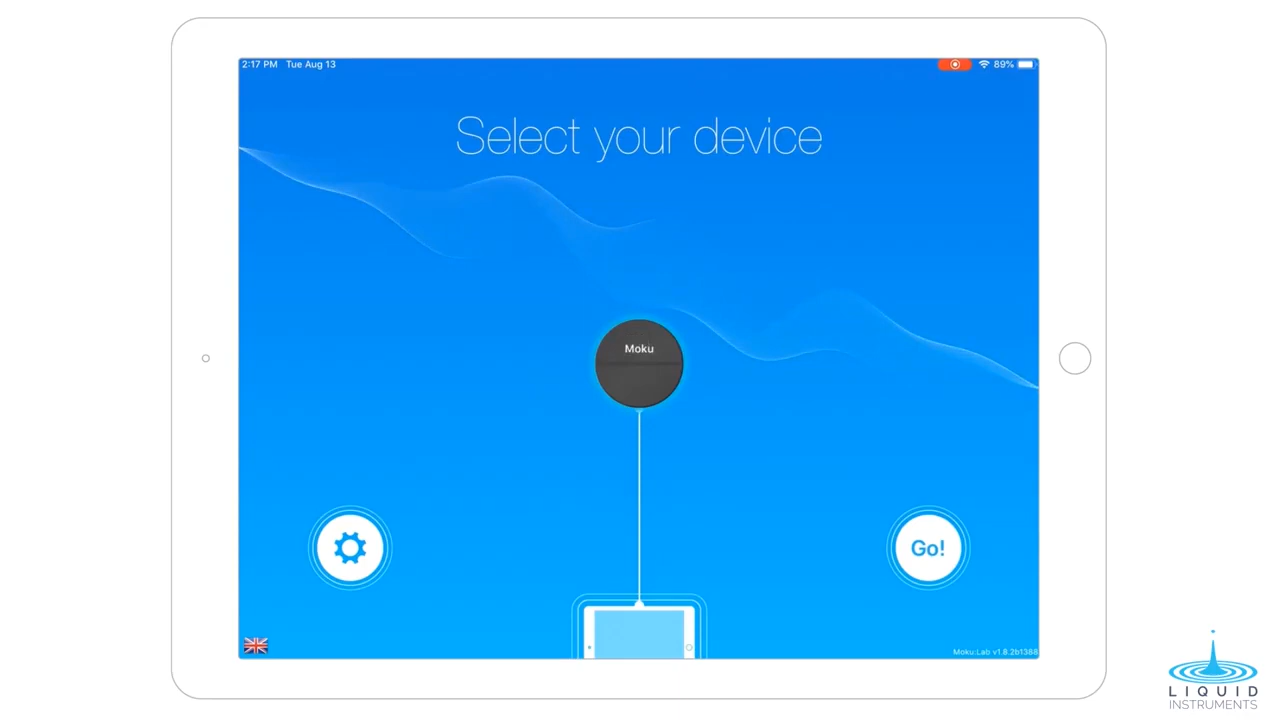 2:17 PM Tue Aug 13
89%
Select your device
Moku
Go!
Moku:Lab v1.8.2b1388
LIQUID
INSTRUMENTS